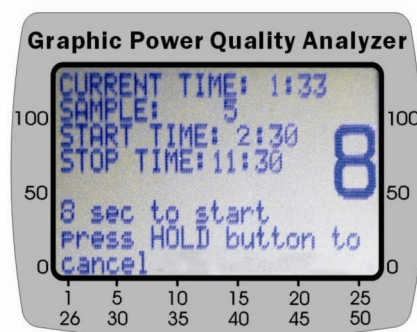 Graphic Power Quality Analyzer
CURRENT TIME: 1:33
SAMPLE: 5
START TIME: 2:30
STOP TIME:11:30
8
8 sec to start
press HOLD button to
cancel
100 100
50 50
0 0
1 5 10 15 20 25
26 30 35 40 45 50